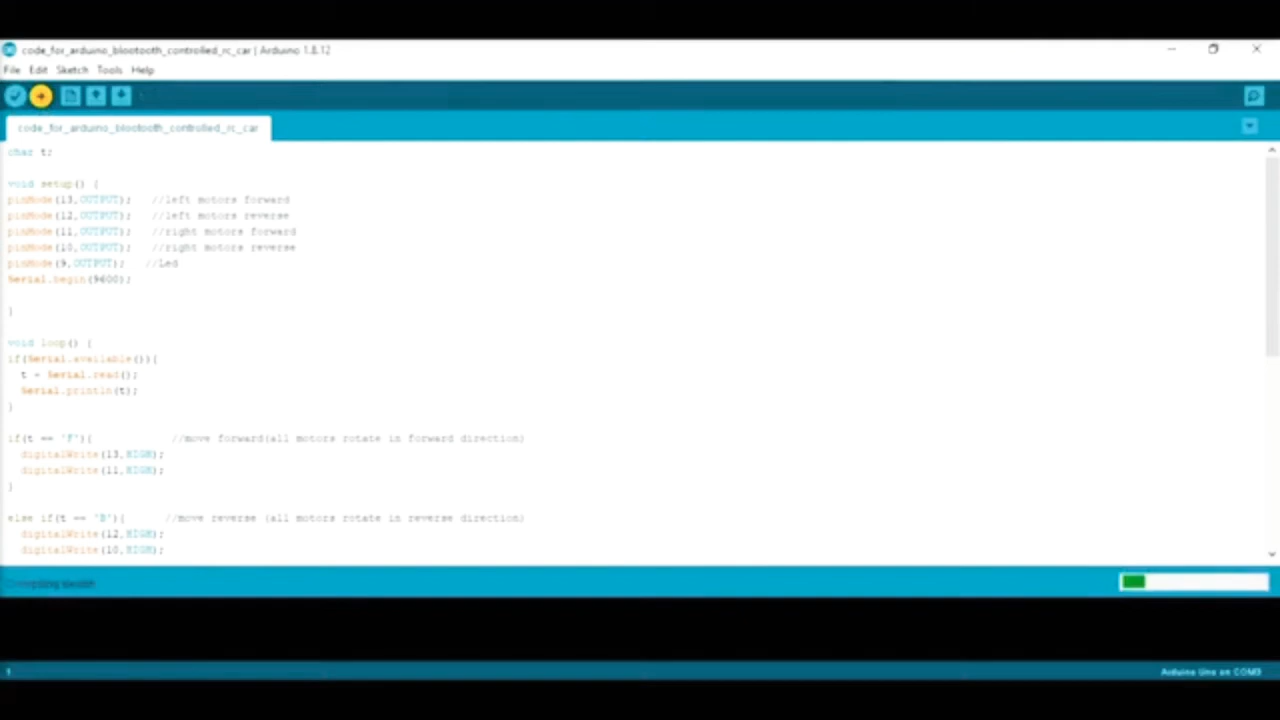 code_for_arduino_blootooth_controlled_rc_car | Arduino 1.8.12
File Edit Sketch Tools Help
code_for_arduino_blootooth_controlled_rc_car
char t;
void setup() {
pinMode(13,OUTPUT);   //left motors forward
pinMode(12,OUTPUT);   //left motors reverse
pinMode(11,OUTPUT);   //right motors forward
pinMode(10,OUTPUT);   //right motors reverse
pinMode(9,OUTPUT);   //Led
Serial.begin(9600);
}
void loop() {
if(Serial.available()){
  t = Serial.read();
  Serial.println(t);
}
if(t == 'F'){            //move forward(all motors rotate in forward direction)
  digitalWrite(13,HIGH);
  digitalWrite(11,HIGH);
}
else if(t == 'B'){      //move reverse (all motors rotate in reverse direction)
  digitalWrite(12,HIGH);
  digitalWrite(10,HIGH);
Compiling sketch
Arduino Uno on COM3